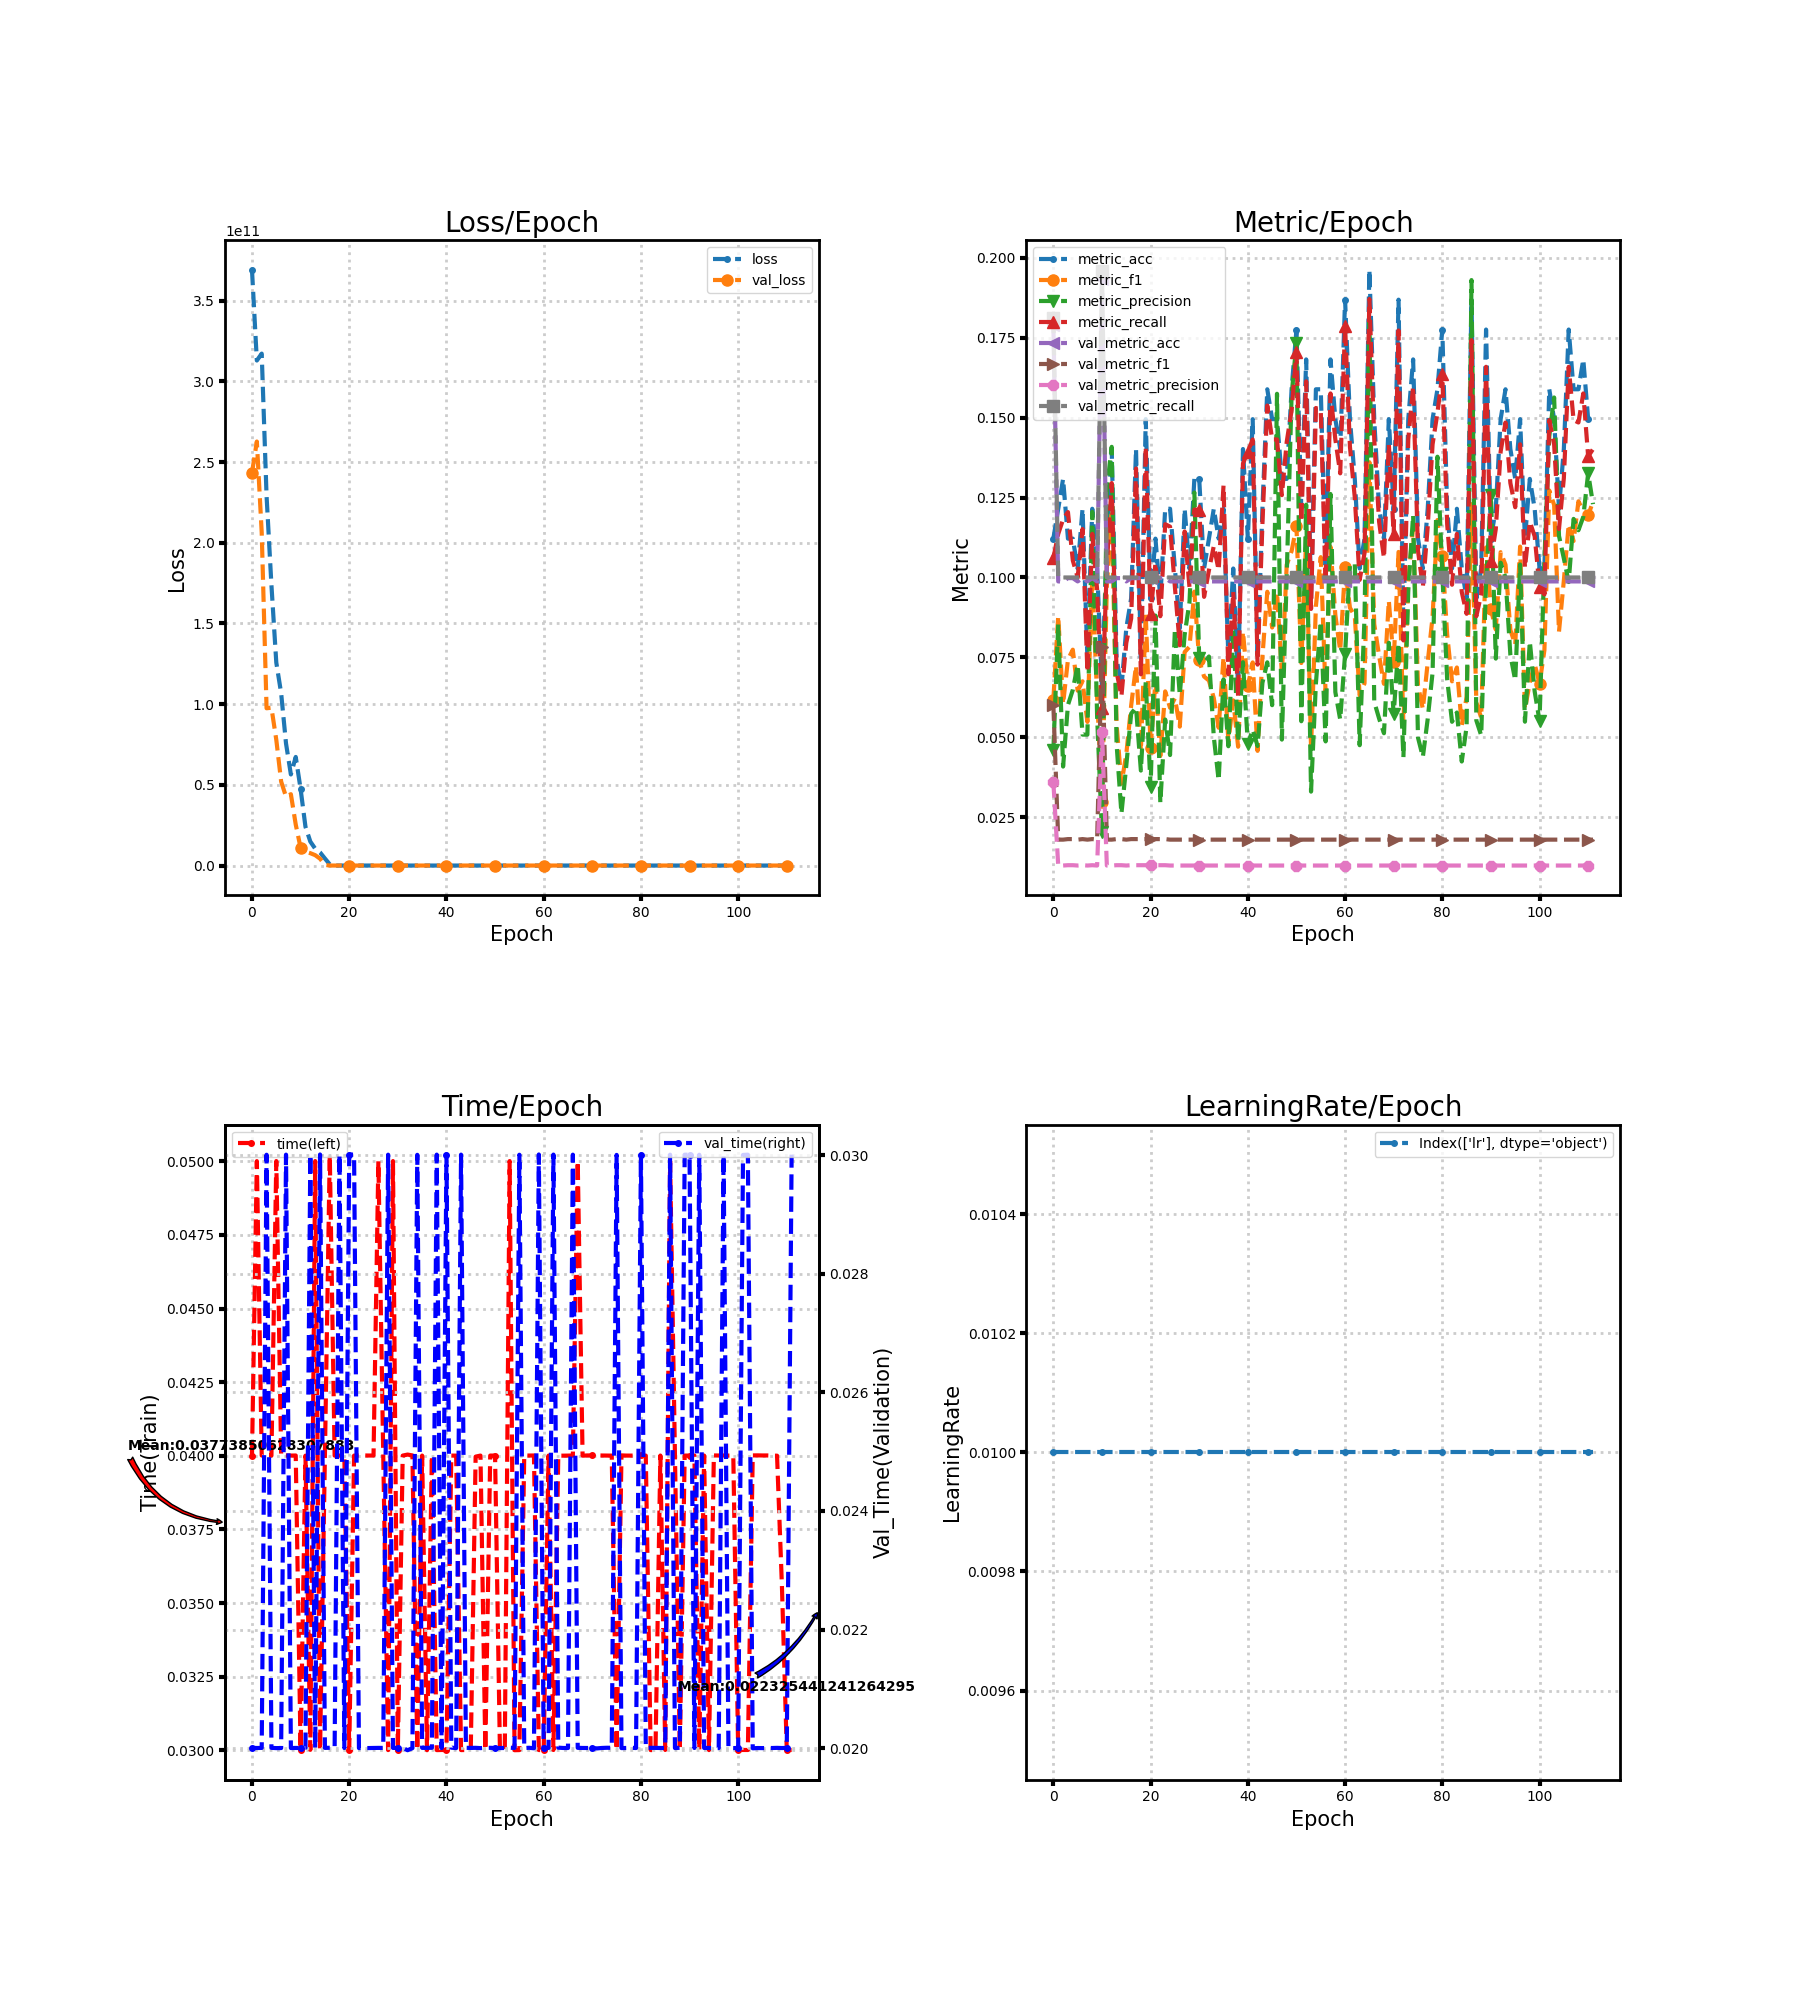 Loss/Epoch
1e11
loss
val_loss
3.5
3.0
2.5
2.0
1.5
1.0
0.5
0.0
Loss
0 20 40 60 80 100
Epoch
Metric/Epoch
metric_acc
metric_f1
metric_precision
metric_recall
val_metric_acc
val_metric_f1
val_metric_precision
val_metric_recall
0.200
0.175
0.150
0.125
0.100
0.075
0.050
0.025
Metric
0 20 40 60 80 100
Epoch
Time/Epoch
time(left)
val_time(right)
0.0500
0.0475
0.0450
0.0425
0.0400
0.0375
0.0350
0.0325
0.0300
Time(Train)
0.030
0.028
0.026
0.024
0.022
0.020
Val_Time(Validation)
Mean:0.022325441241264295
0 20 40 60 80 100
Epoch
LearningRate/Epoch
Index(['lr'], dtype='object')
0.0104
0.0102
0.0100
0.0098
0.0096
LearningRate
0 20 40 60 80 100
Epoch